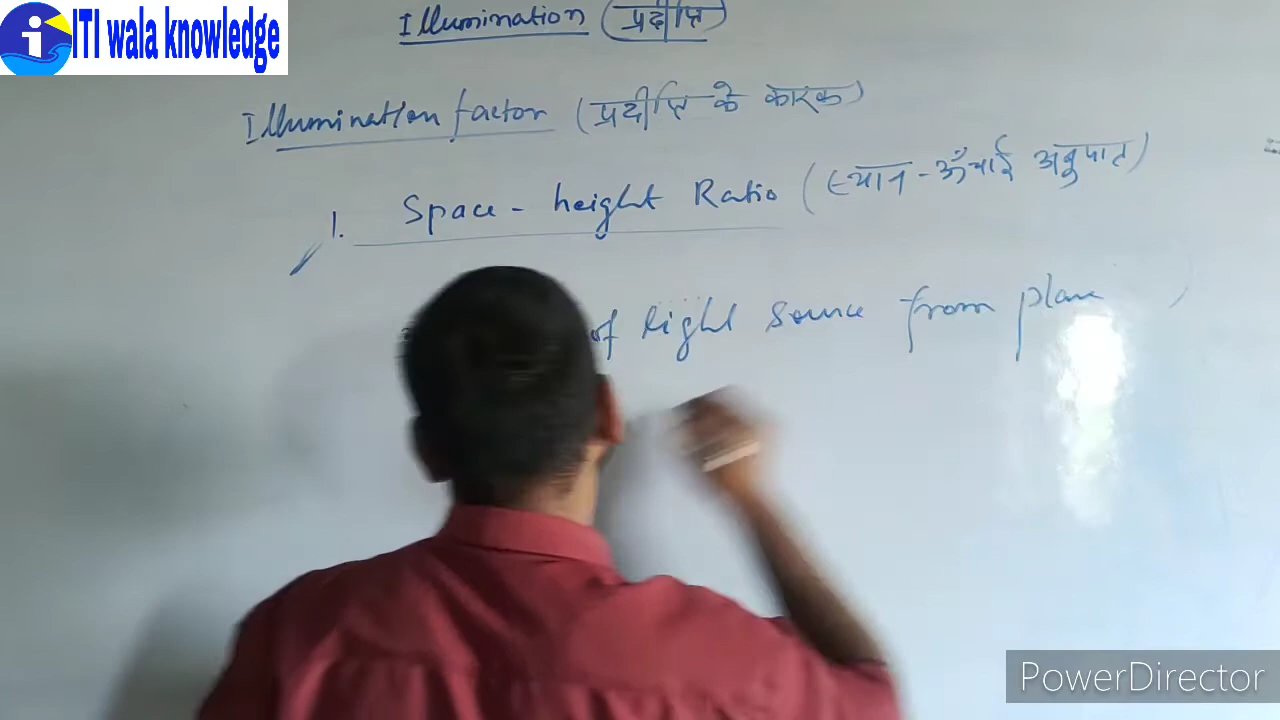 ITI wala knowledge
Illumination (प्रदीप्ति)
Illumination factor (प्रदीप्ति के कारक)
1. Space - height Ratio (स्थान - ऊँचाई अनुपात)
of light source from plane
PowerDirector